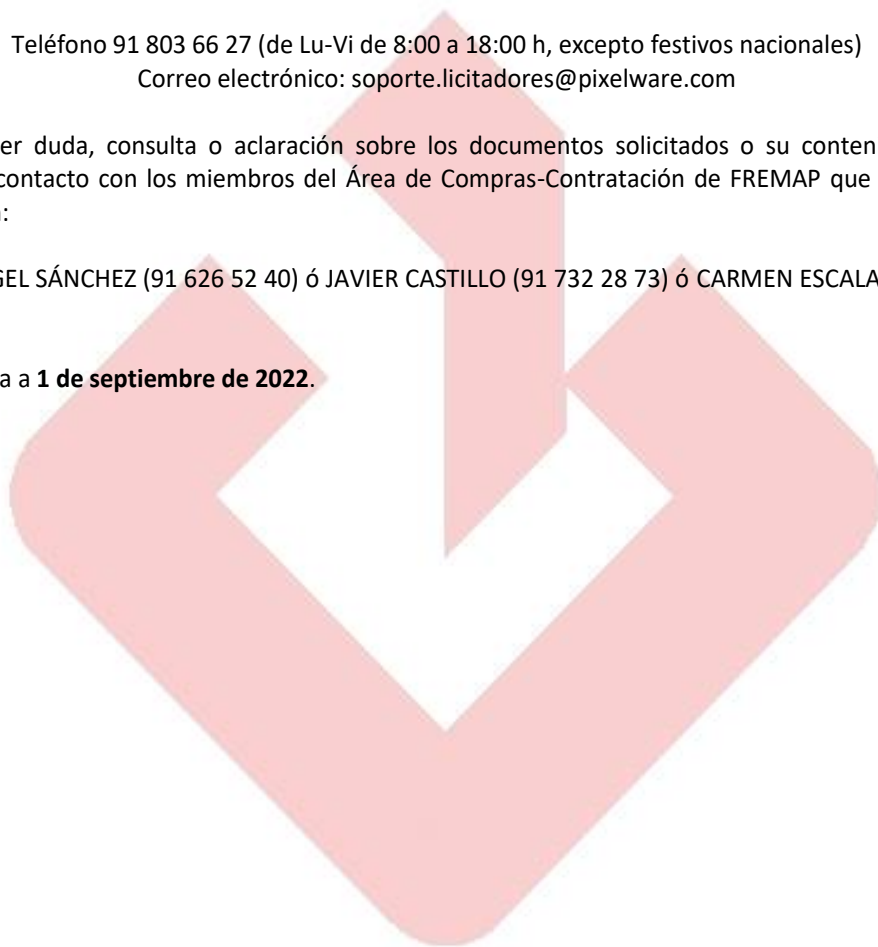 Teléfono 91 803 66 27 (de Lu-Vi de 8:00 a 18:00 h, excepto festivos nacionales)
Correo electrónico: soporte.licitadores@pixelware.com
er duda, consulta o aclaración sobre los documentos solicitados o su conten
contacto con los miembros del Área de Compras-Contratación de FREMAP que
:
GEL SÁNCHEZ (91 626 52 40) ó JAVIER CASTILLO (91 732 28 73) ó CARMEN ESCALA
a a 1 de septiembre de 2022.